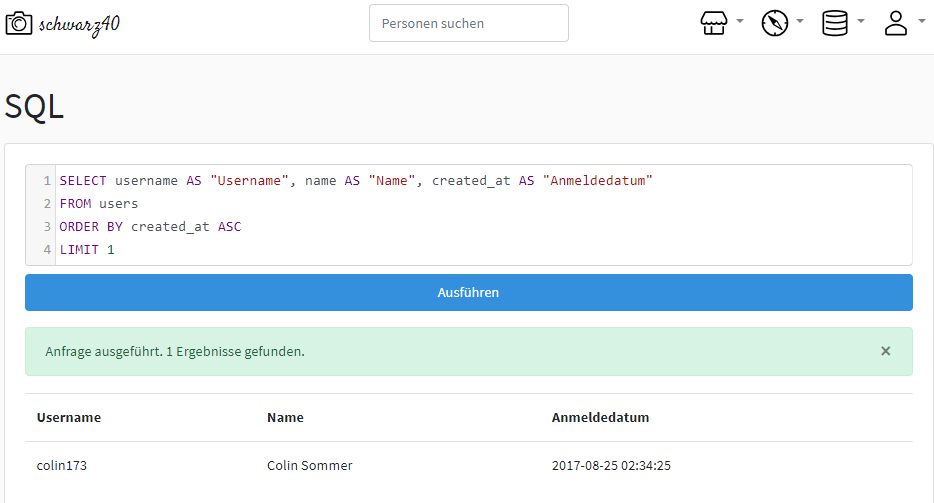 schwarz40
Personen suchen
SQL
1 SELECT username AS "Username", name AS "Name", created_at AS "Anmeldedatum"
2 FROM users
3 ORDER BY created_at ASC
4 LIMIT 1
Ausführen
Anfrage ausgeführt. 1 Ergebnisse gefunden. ×
Username Name Anmeldedatum
colin173 Colin Sommer 2017-08-25 02:34:25